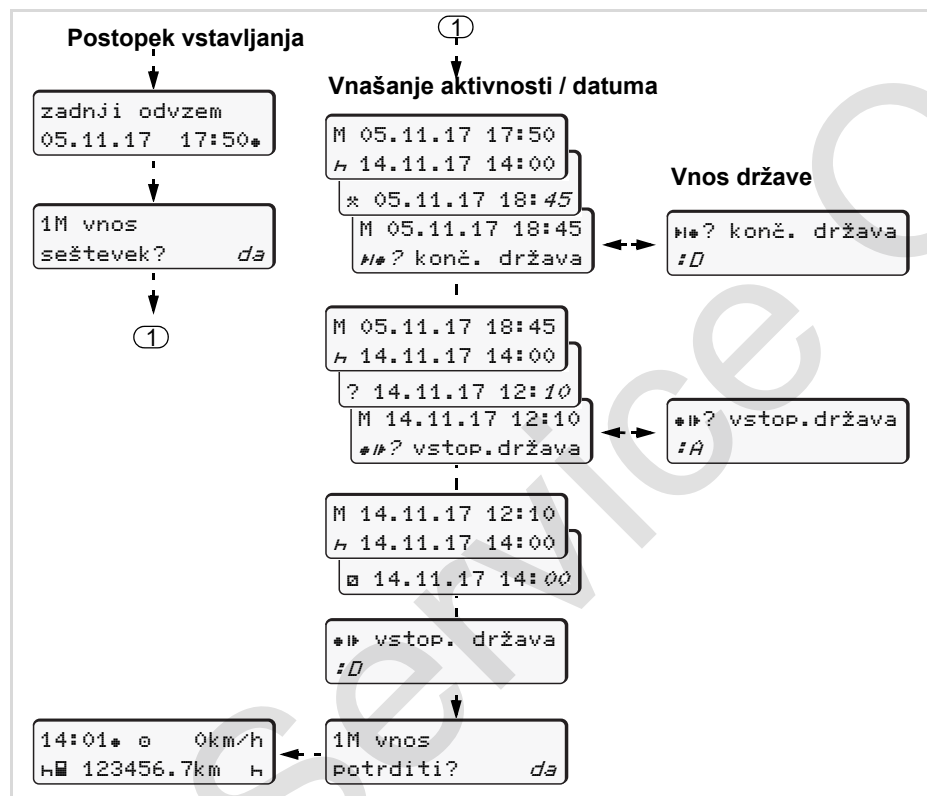 Postopek vstavljanja
zadnji odvzem
05.11.17 17:50
1M vnos
seštevek? da
1
1
Vnašanje aktivnosti / datuma
M 05.11.17 17:50
14.11.17 14:00
05.11.17 18:45
M 05.11.17 18:45
? konč. država
Vnos države
? konč. država
:D
M 05.11.17 18:45
14.11.17 14:00
? 14.11.17 12:10
M 14.11.17 12:10
? vstop.država
? vstop.država
:A
M 14.11.17 12:10
14.11.17 14:00
14.11.17 14:00
vstop. država
:D
1M vnos
potrditi? da
14:01 0km/h
123456.7km
Service